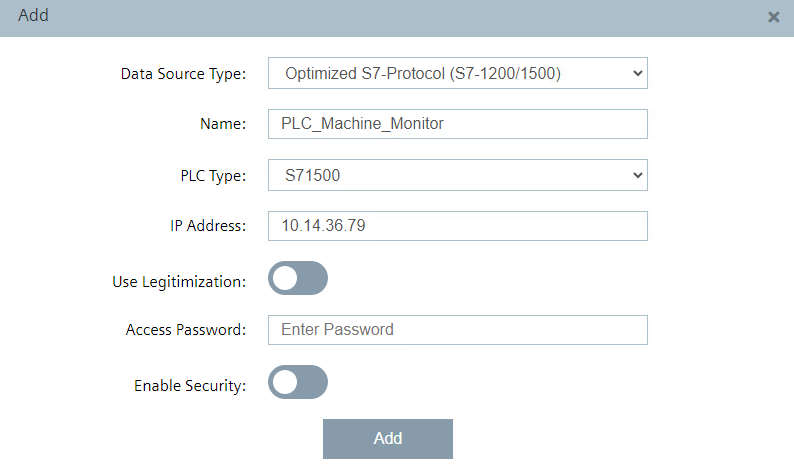 Add
Data Source Type: Optimized S7-Protocol (S7-1200/1500)
Name: PLC_Machine_Monitor
PLC Type: S71500
IP Address: 10.14.36.79
Use Legitimization:
Access Password: Enter Password
Enable Security:
Add